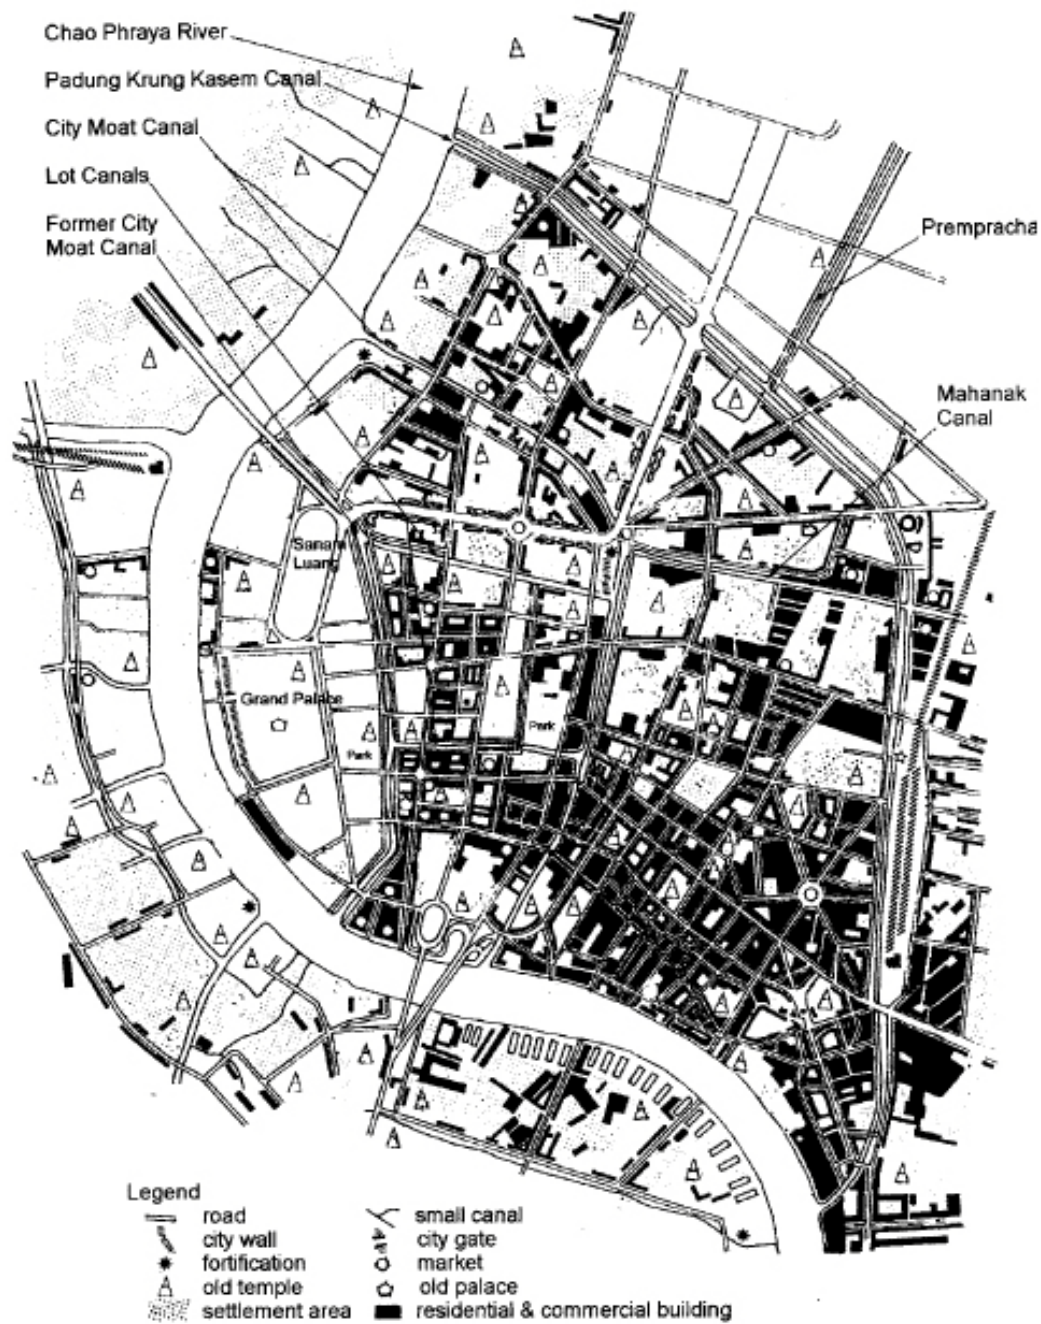 Chao Phraya River
Padung Krung Kasem Canal
City Moat Canal
Lot Canals
Former City
Moat Canal
Prempracha
Mahanak
Canal
Sanam
Luang
Grand Palace
Park
Park
Legend
road
city wall
fortification
old temple
settlement area
small canal
city gate
market
old palace
residential & commercial building